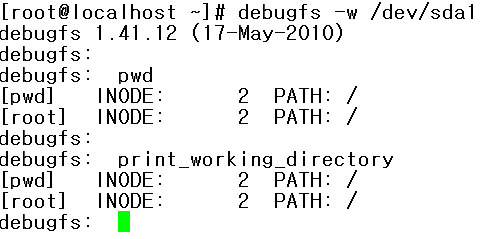 [root@localhost ~]# debugfs -w /dev/sda1
debugfs 1.41.12 (17-May-2010)
debugfs:
debugfs:  pwd
[pwd]   INODE:      2  PATH: /
[root]  INODE:      2  PATH: /
debugfs:
debugfs:  print_working_directory
[pwd]   INODE:      2  PATH: /
[root]  INODE:      2  PATH: /
debugfs: